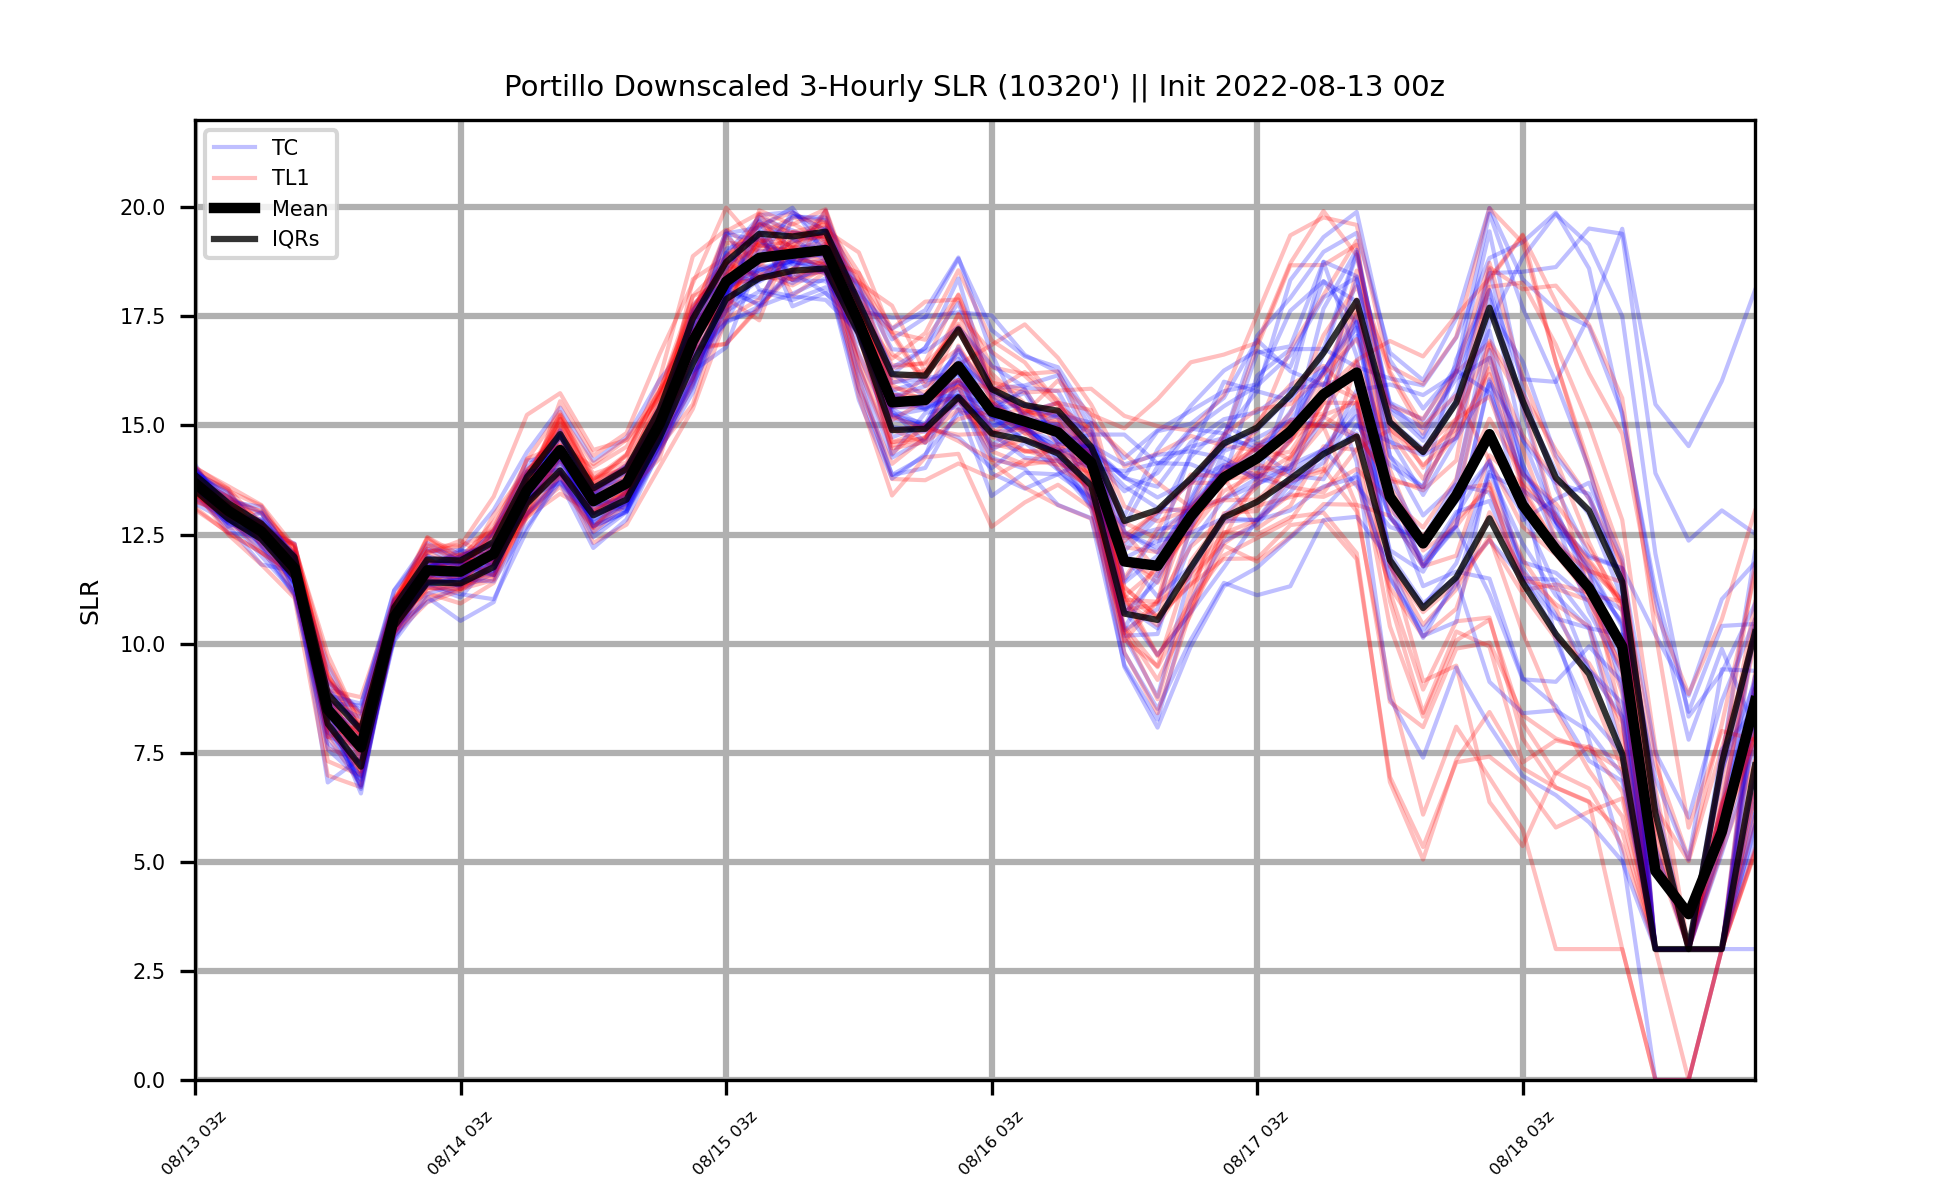 Portillo Downscaled 3-Hourly SLR (10320') || Init 2022-08-13 00z
TC
TL1
Mean
IQRs
20.0
17.5
15.0
12.5
10.0
7.5
5.0
2.5
0.0
SLR
08/13 03z
08/14 03z
08/15 03z
08/16 03z
08/17 03z
08/18 03z